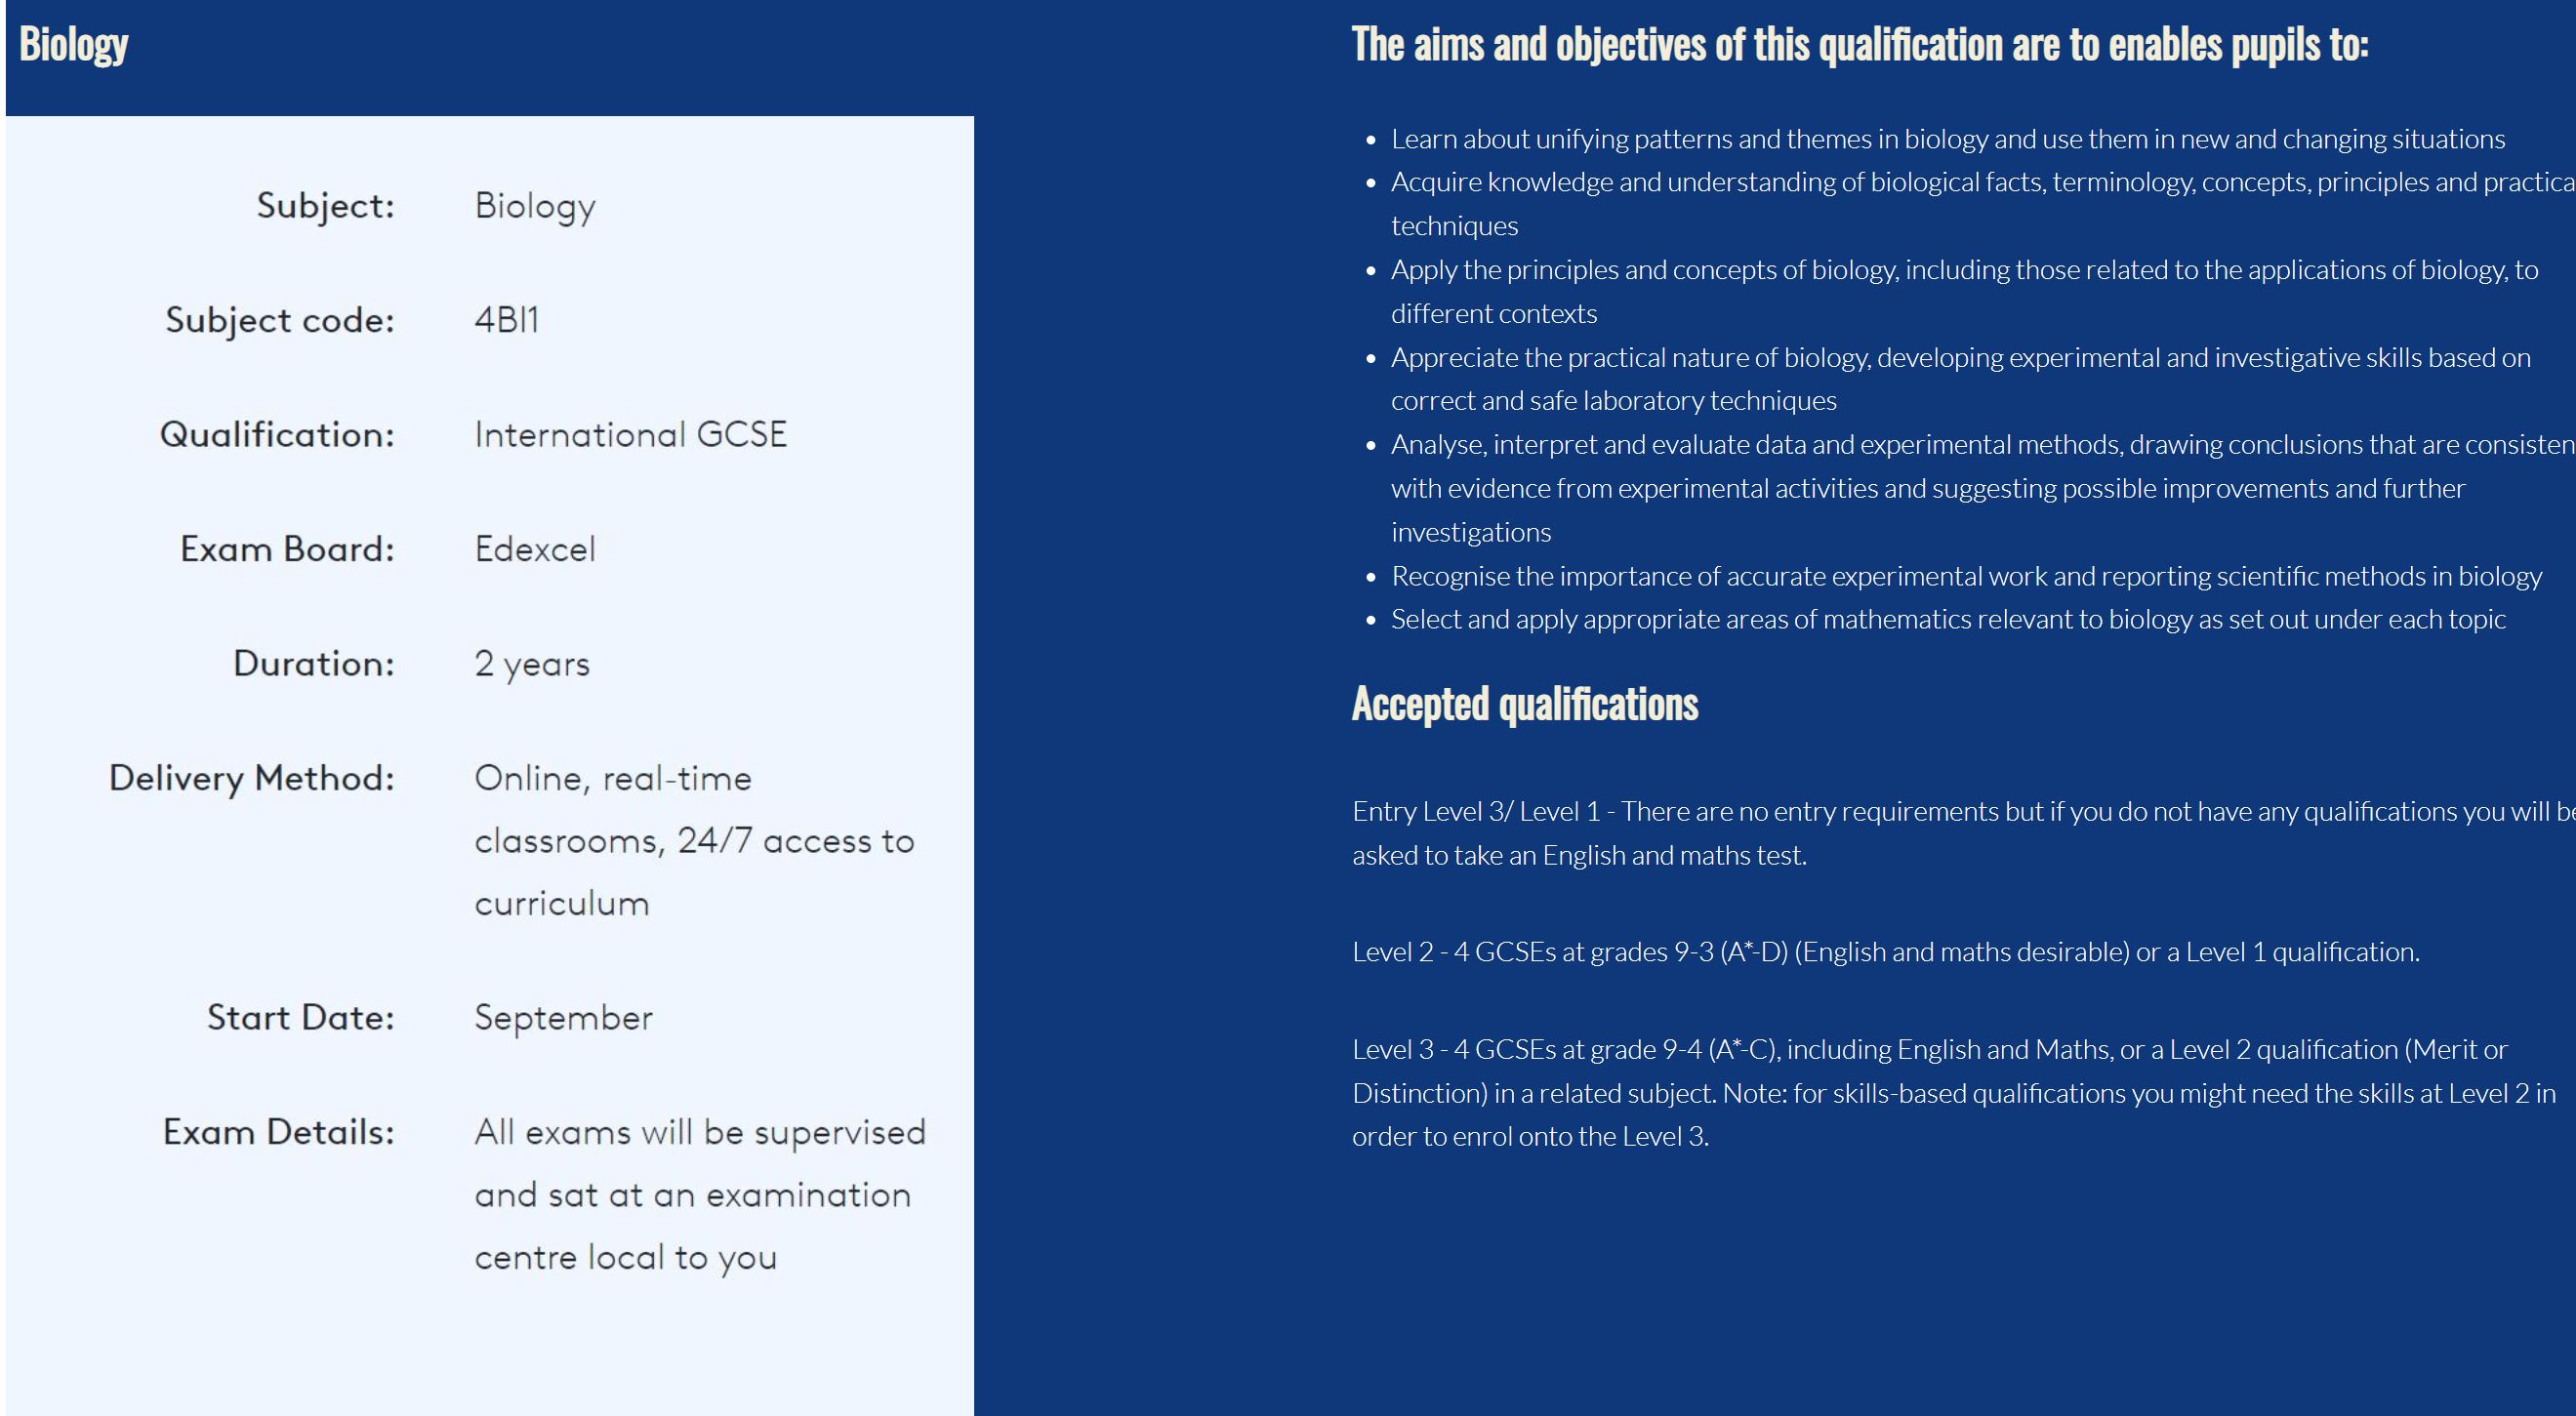 Biology
Subject: Biology
Subject code: 4BI1
Qualification: International GCSE
Exam Board: Edexcel
Duration: 2 years
Delivery Method: Online, real-time
classrooms, 24/7 access to
curriculum
Start Date: September
Exam Details: All exams will be supervised
and sat at an examination
centre local to you
The aims and objectives of this qualification are to enables pupils to:
• Learn about unifying patterns and themes in biology and use them in new and changing situations
• Acquire knowledge and understanding of biological facts, terminology, concepts, principles and practica
techniques
• Apply the principles and concepts of biology, including those related to the applications of biology, to
different contexts
• Appreciate the practical nature of biology, developing experimental and investigative skills based on
correct and safe laboratory techniques
• Analyse, interpret and evaluate data and experimental methods, drawing conclusions that are consisten
with evidence from experimental activities and suggesting possible improvements and further
investigations
• Recognise the importance of accurate experimental work and reporting scientific methods in biology
• Select and apply appropriate areas of mathematics relevant to biology as set out under each topic
Accepted qualifications
Entry Level 3/ Level 1 - There are no entry requirements but if you do not have any qualifications you will be
asked to take an English and maths test.
Level 2 - 4 GCSEs at grades 9-3 (A*-D) (English and maths desirable) or a Level 1 qualification.
Level 3 - 4 GCSEs at grade 9-4 (A*-C), including English and Maths, or a Level 2 qualification (Merit or
Distinction) in a related subject. Note: for skills-based qualifications you might need the skills at Level 2 in
order to enrol onto the Level 3.